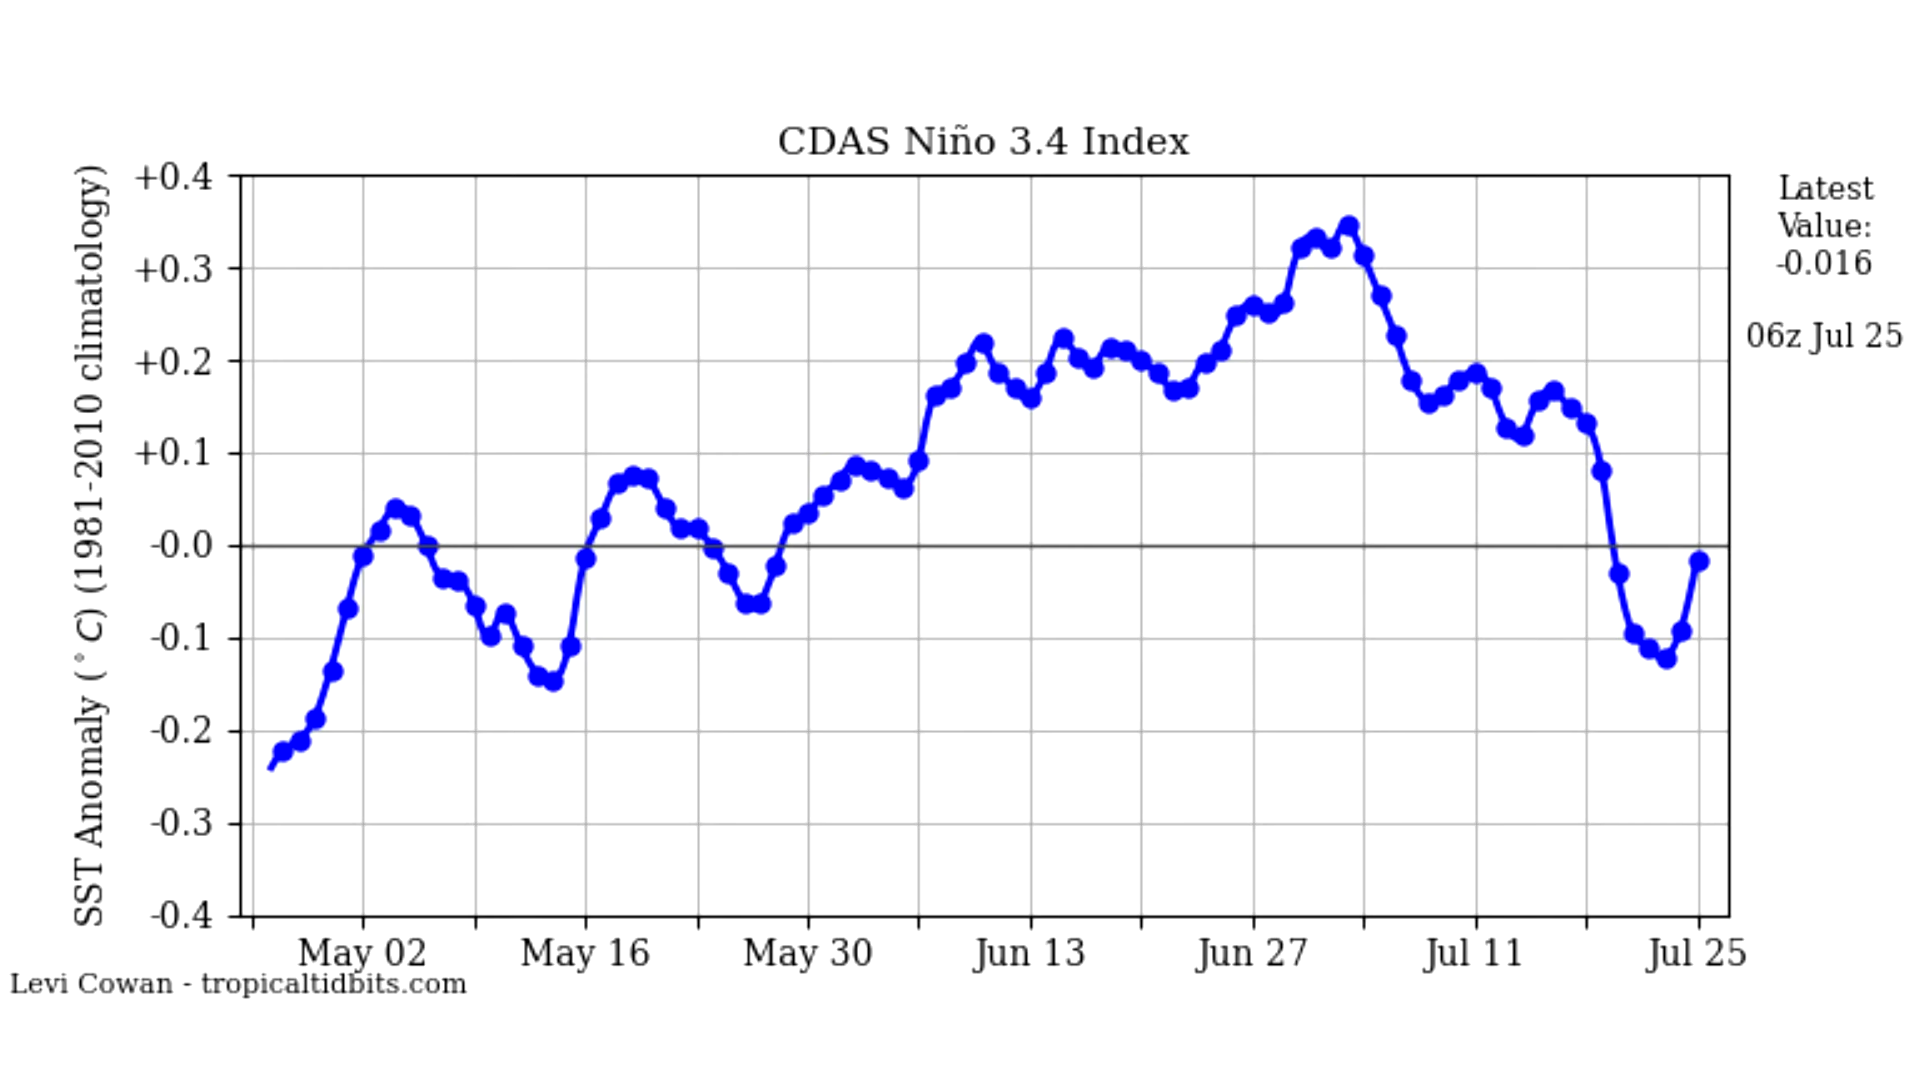 CDAS Niño 3.4 Index
SST Anomaly (°C) (1981-2010 climatology)
+0.4
+0.3
+0.2
+0.1
-0.0
-0.1
-0.2
-0.3
-0.4
May 02
May 16
May 30
Jun 13
Jun 27
Jul 11
Jul 25
Latest
Value:
-0.016
06z Jul 25
Levi Cowan - tropicaltidbits.com